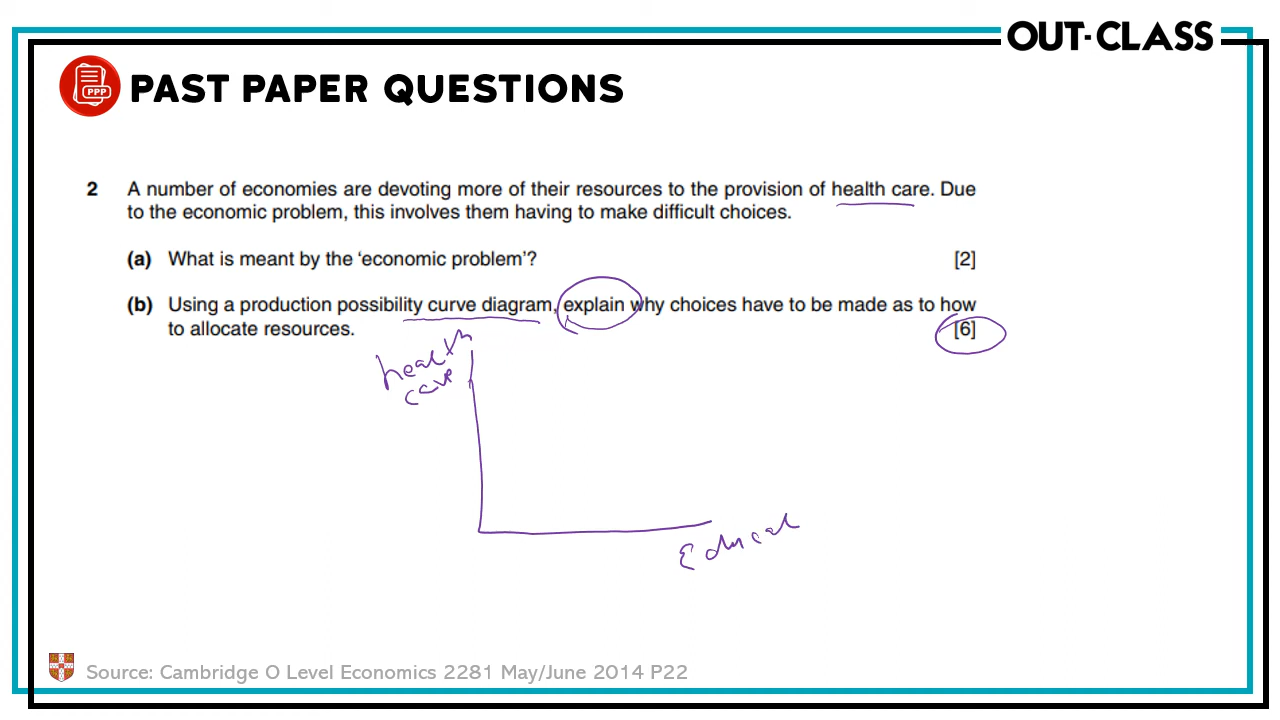 OUT-CLASS
PPP
PAST PAPER QUESTIONS
2 A number of economies are devoting more of their resources to the provision of health care. Due
to the economic problem, this involves them having to make difficult choices.
(a) What is meant by the ‘economic problem’? [2]
(b) Using a production possibility curve diagram, explain why choices have to be made as to how
to allocate resources. [6]
health
care
Source: Cambridge O Level Economics 2281 May/June 2014 P22